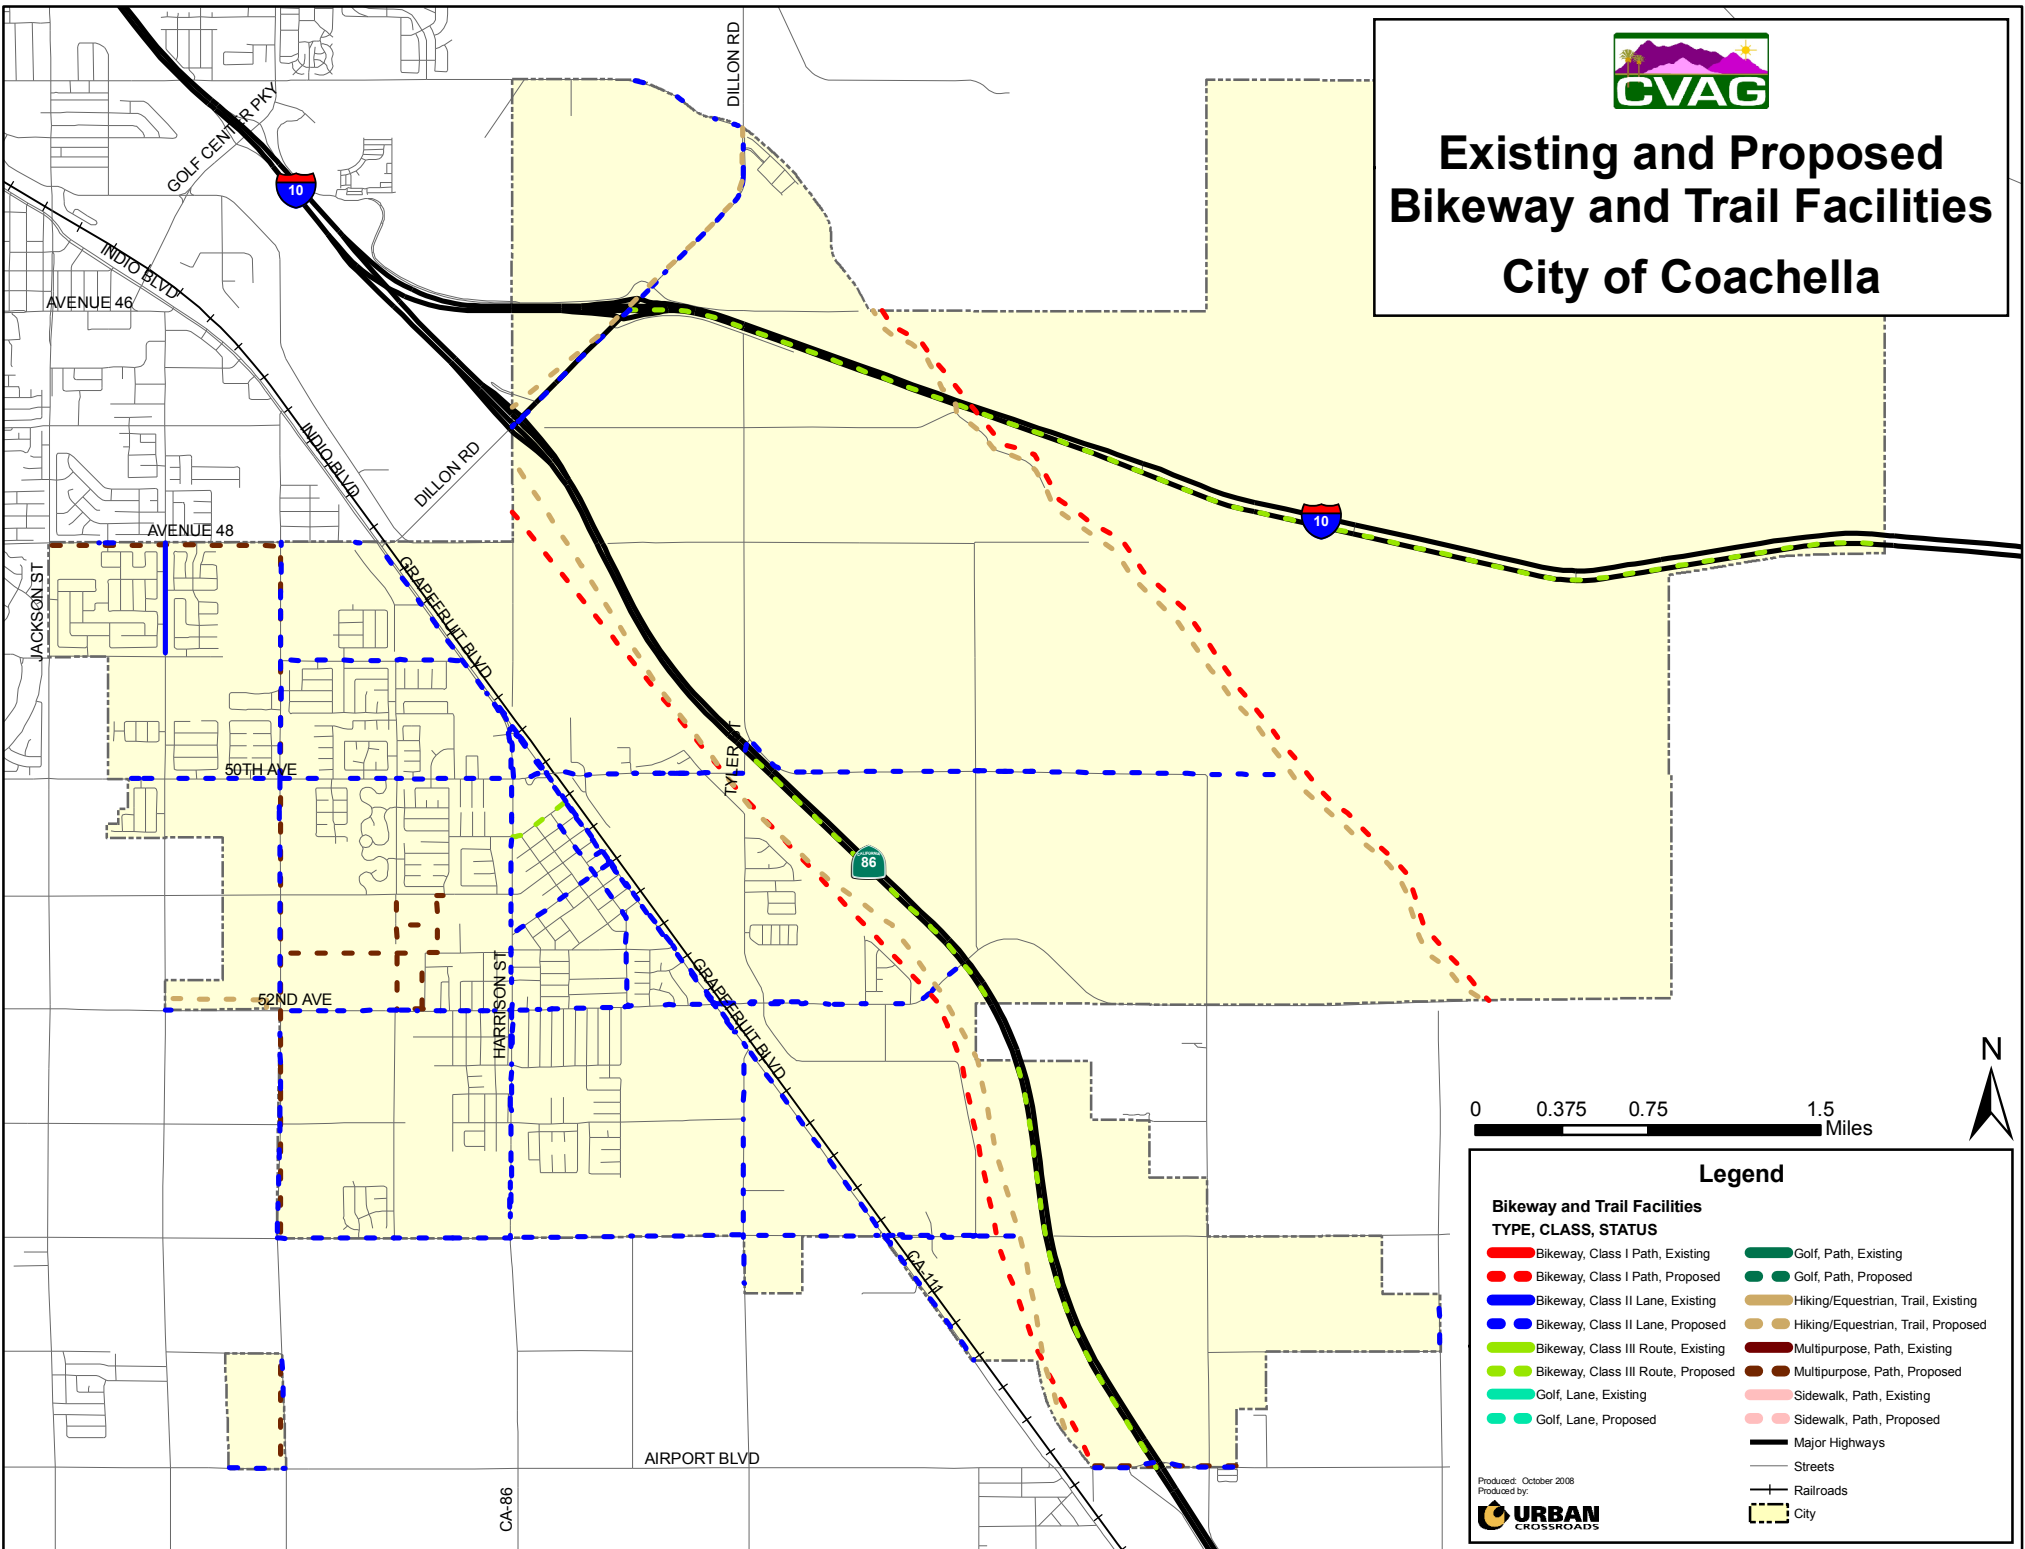 CVAG
Existing and Proposed
Bikeway and Trail Facilities
City of Coachella
DILLON RD
GOLF CENTER PKY
10
INDIO BLVD
AVENUE 46
INDIO BLVD
DILLON RD
10
AVENUE 48
JACKSON ST
GRAPEFRUIT BLVD
50TH AVE
TYLER ST
CALIFORNIA
86
HARRISON ST
52ND AVE
GRAPEFRUIT BLVD
CA-111
AIRPORT BLVD
CA-86
N
0 0.375 0.75 1.5
Miles
Legend
Bikeway and Trail Facilities
TYPE, CLASS, STATUS
Bikeway, Class I Path, Existing
Bikeway, Class I Path, Proposed
Bikeway, Class II Lane, Existing
Bikeway, Class II Lane, Proposed
Bikeway, Class III Route, Existing
Bikeway, Class III Route, Proposed
Golf, Lane, Existing
Golf, Lane, Proposed
Golf, Path, Existing
Golf, Path, Proposed
Hiking/Equestrian, Trail, Existing
Hiking/Equestrian, Trail, Proposed
Multipurpose, Path, Existing
Multipurpose, Path, Proposed
Sidewalk, Path, Existing
Sidewalk, Path, Proposed
Major Highways
Streets
Railroads
City
Produced: October 2008
Produced by:
URBAN
CROSSROADS